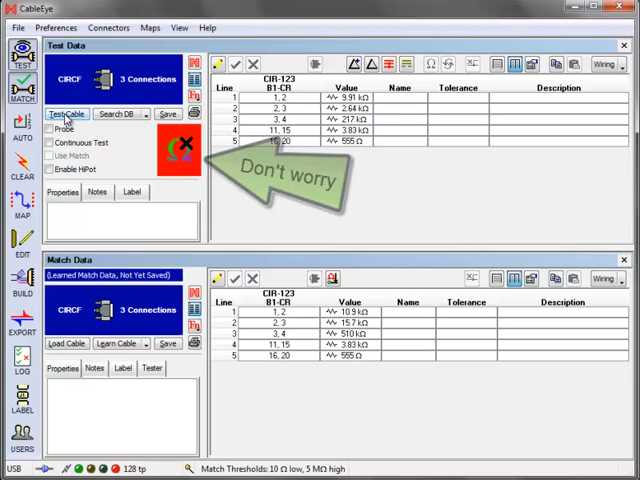 CableEye
File Preferences Connectors Maps View Help
TEST
MATCH
AUTO
CLEAR
MAP
EDIT
BUILD
EXPORT
LOG
LABEL
USERS
Test Data
CIRCF 3 Connections
Test Cable Search DB Save
Probe
Continuous Test
Use Match
Enable HiPot
Properties Notes Label
Wiring
CIR-123
Line B1-CR Value Name Tolerance Description
1 1, 2 9.91 kΩ
2 2, 3 2.64 kΩ
3 3, 4 217 kΩ
4 11, 15 3.83 kΩ
5 16, 20 555 Ω
Don't worry
Match Data
(Learned Match Data, Not Yet Saved)
CIRCF 3 Connections
Load Cable Learn Cable Save
Properties Notes Label Tester
Wiring
CIR-123
Line B1-CR Value Name Tolerance Description
1 1, 2 10.9 kΩ
2 2, 3 15.7 kΩ
3 3, 4 510 kΩ
4 11, 15 3.83 kΩ
5 16, 20 555 Ω
USB 128 tp Match Thresholds: 10 Ω low, 5 MΩ high